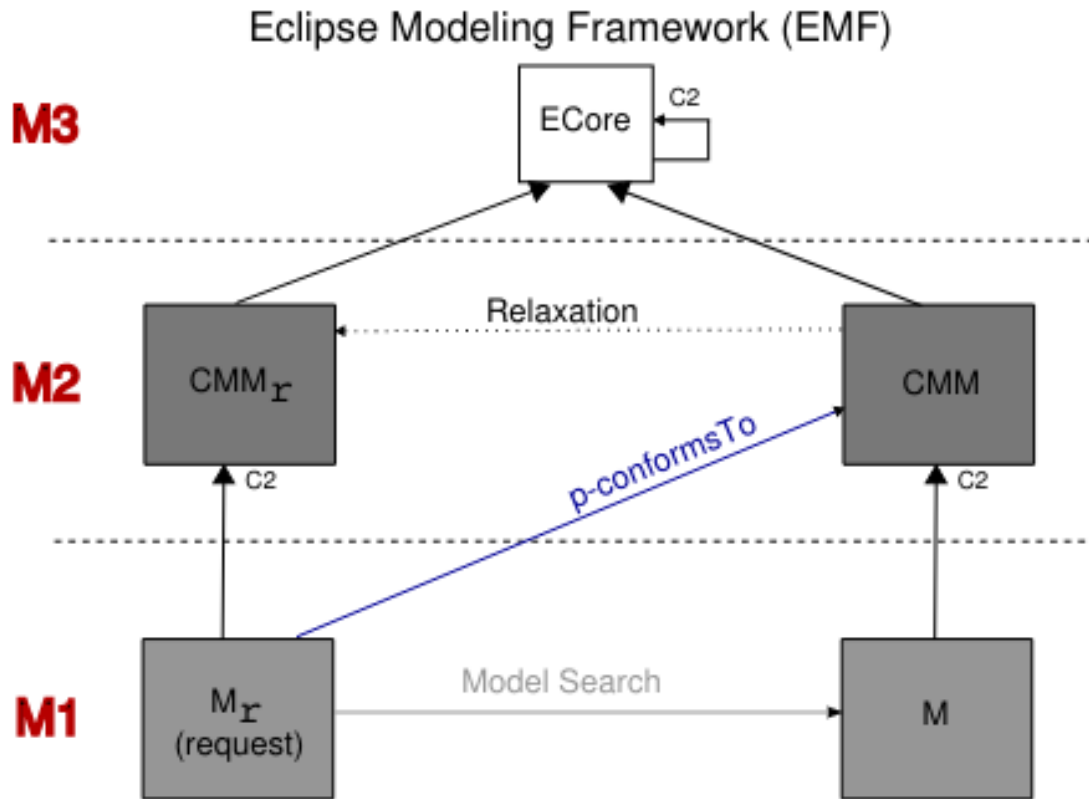 Eclipse Modeling Framework (EMF)
M3
ECore
C2
Relaxation
M2
CMMr
CMM
p-conformsTo
C2
C2
Model Search
M1
Mr
(request)
M